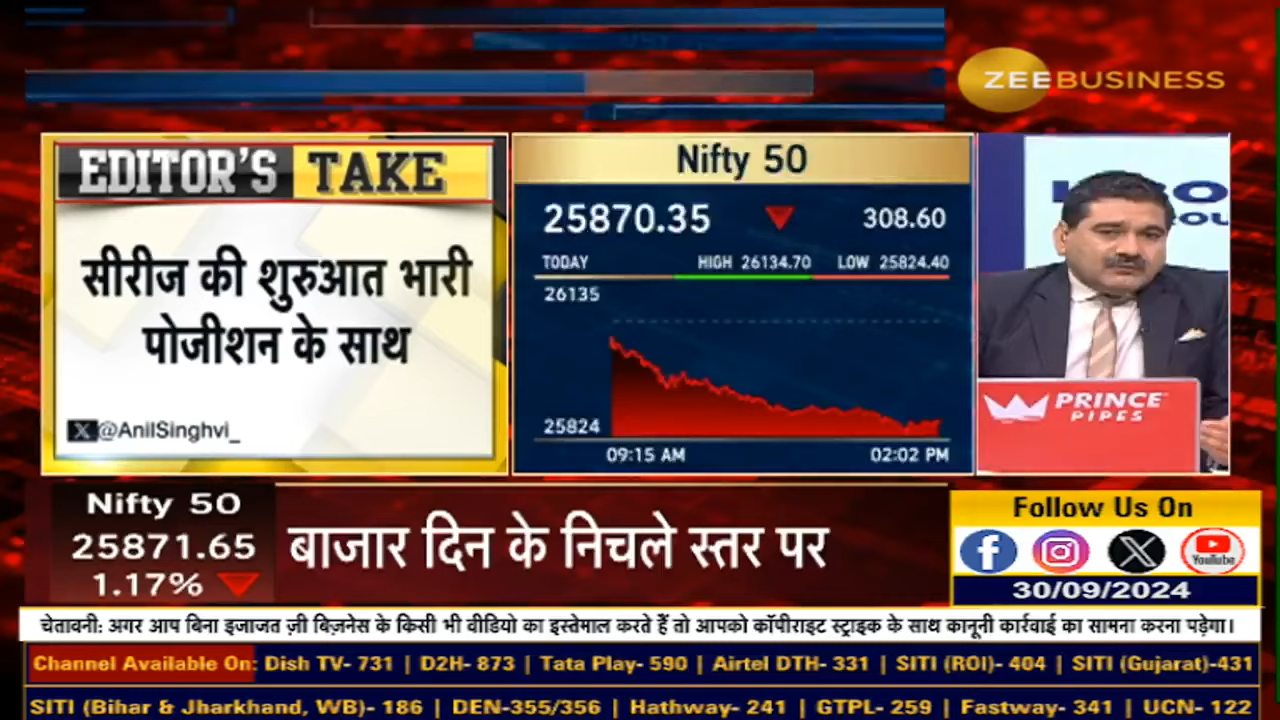 ZEEBUSINESS
EDITOR'S TAKE
सीरीज की शुरुआत भारी
पोजीशन के साथ
X@AnilSinghvi_
Nifty 50
25870.35 ▼ 308.60
TODAY HIGH 26134.70 LOW 25824.40
26135
25824
09:15 AM 02:02 PM
PRINCE
PIPES
Nifty 50
25871.65
1.17% ▼
बाजार दिन के निचले स्तर पर
Follow Us On
YouTube
30/09/2024
चेतावनी: अगर आप बिना इजाजत ज़ी बिज़नेस के किसी भी वीडियो का इस्तेमाल करते हैं तो आपको कॉपीराइट स्ट्राइक के साथ कानूनी कार्रवाई का सामना करना पड़ेगा।
Channel Available On: Dish TV- 731 | D2H- 873 | Tata Play- 590 | Airtel DTH- 331 | SITI (ROI)- 404 | SITI (Gujarat)-431
SITI (Bihar & Jharkhand, WB)- 186 | DEN-355/356 | Hathway- 241 | GTPL- 259 | Fastway- 341 | UCN- 122